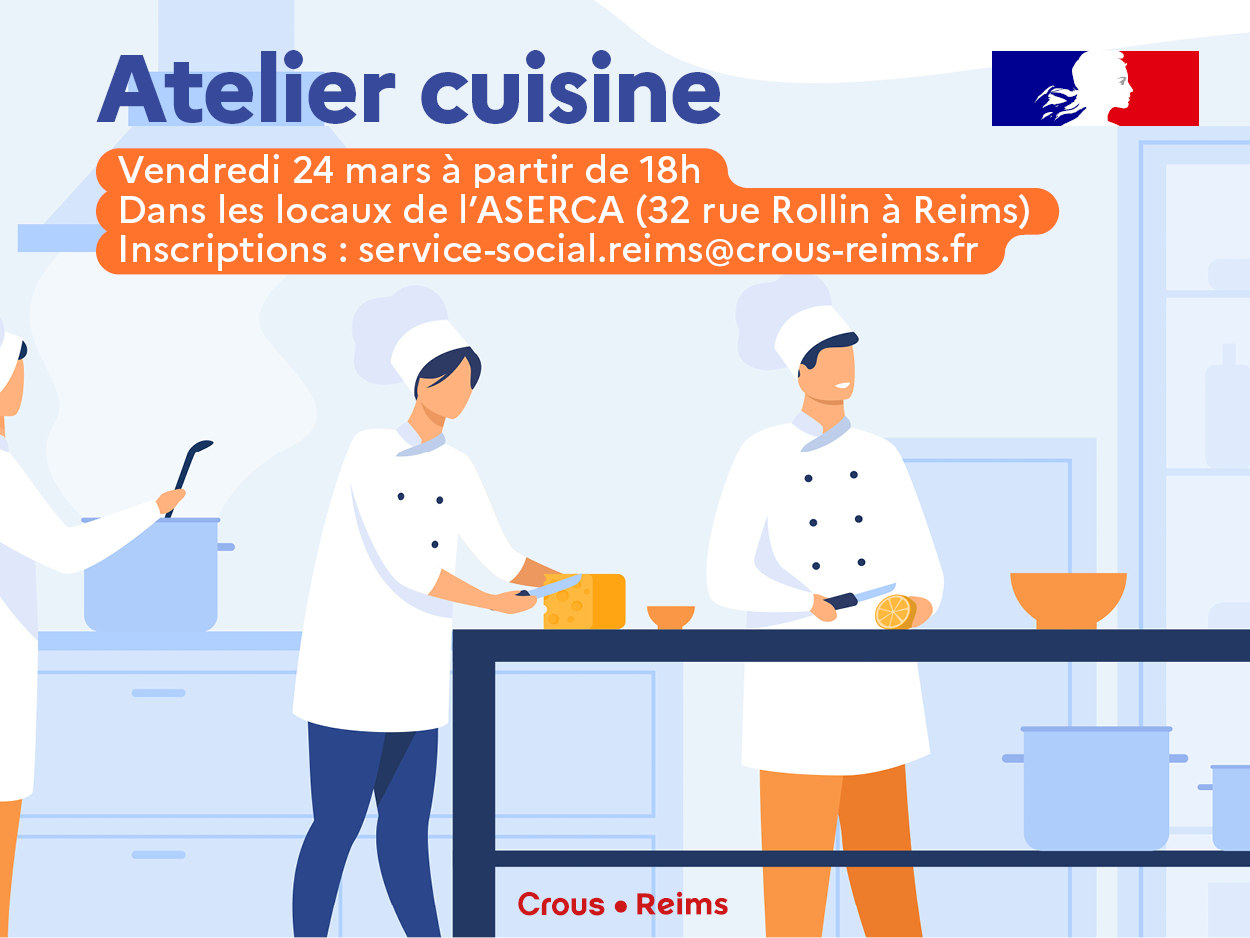 Atelier cuisine
Vendredi 24 mars à partir de 18h
Dans les locaux de l’ASERCA (32 rue Rollin à Reims)
Inscriptions : service-social.reims@crous-reims.fr
Crous • Reims